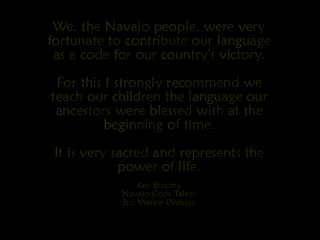 We, the Navajo people, were very
fortunate to contribute our language
as a code for our country's victory.
For this I strongly recommend we
teach our children the language our
ancestors were blessed with at the
beginning of time.
It is very sacred and represents the
power of life.
Navajo Code Talker
3rd Marine Division